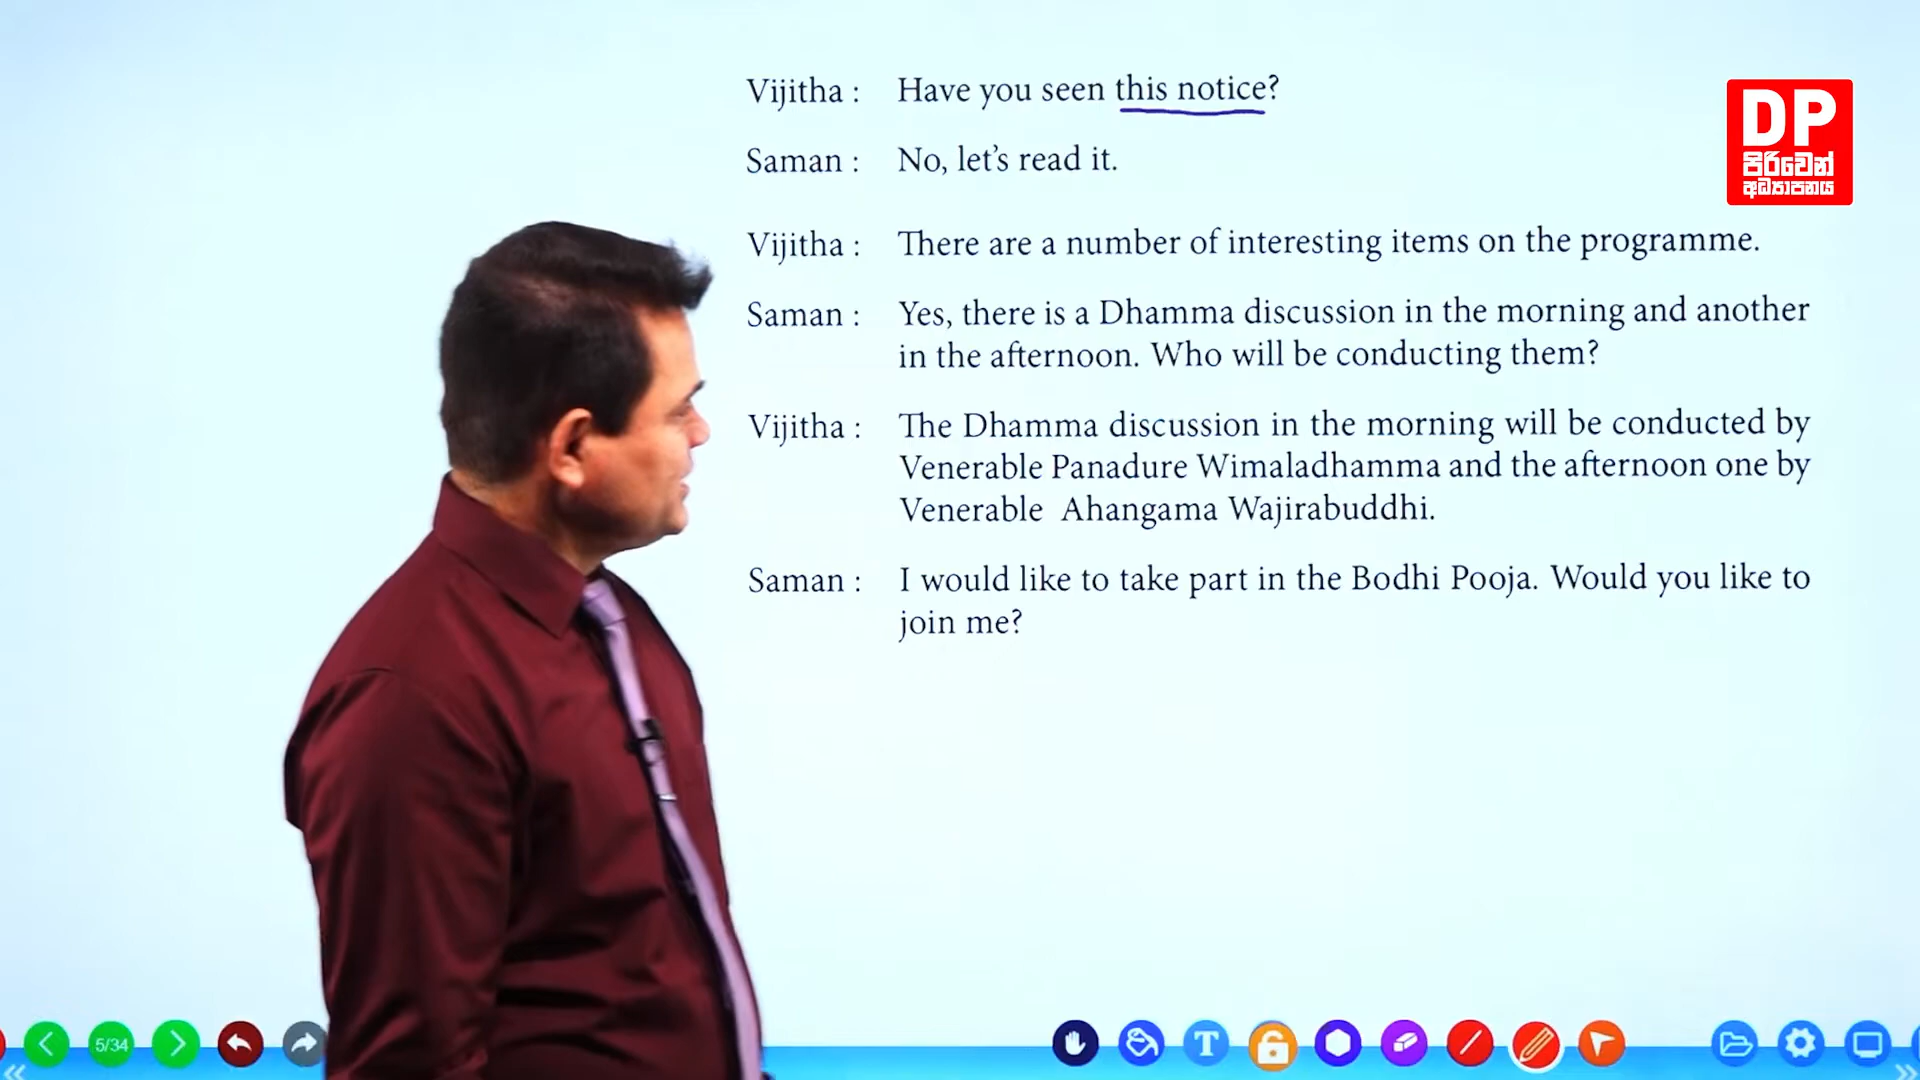 Vijitha : Have you seen this notice?
Saman : No, let's read it.
Vijitha : There are a number of interesting items on the programme.
Saman : Yes, there is a Dhamma discussion in the morning and another
in the afternoon. Who will be conducting them?
Vijitha : The Dhamma discussion in the morning will be conducted by
Venerable Panadure Wimaladhamma and the afternoon one by
Venerable Ahangama Wajirabuddhi.
Saman : I would like to take part in the Bodhi Pooja. Would you like to
join me?
DP
පිරිවෙන්
අධ්‍යාපනය
5/34
T